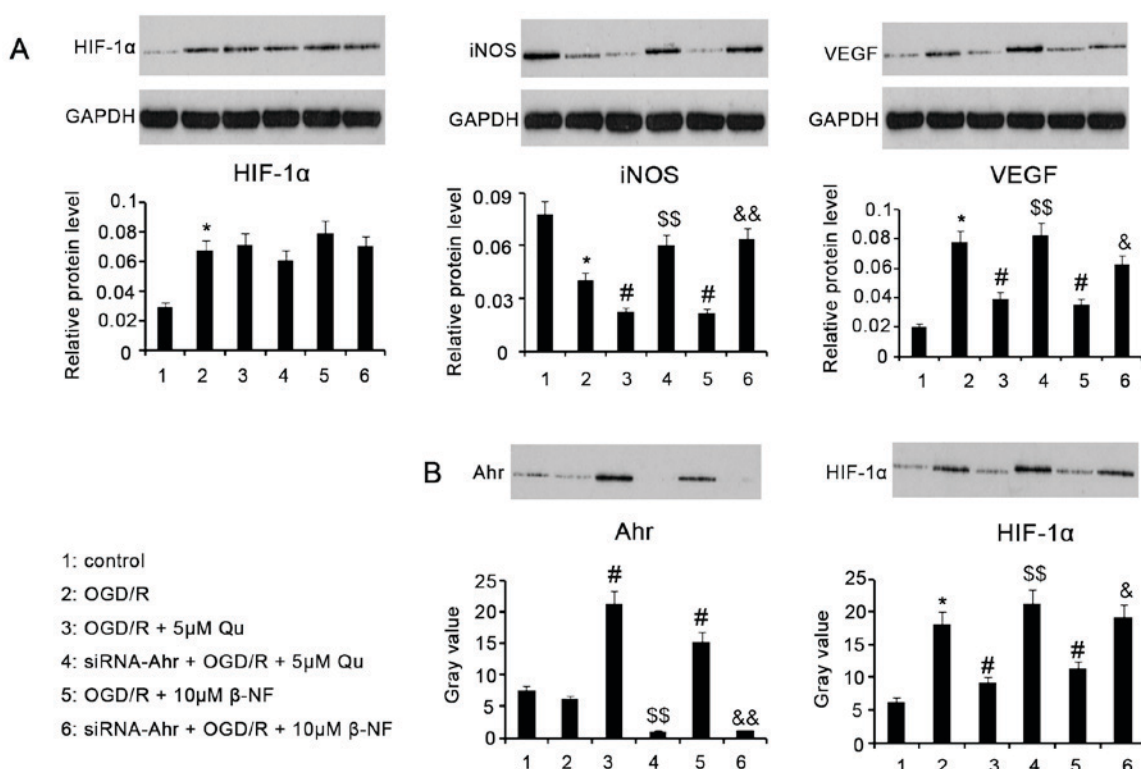 A
HIF-1α
GAPDH
HIF-1α
Relative protein level
0.1
0.08
0.06
0.04
0.02
0
*
1 2 3 4 5 6
iNOS
GAPDH
iNOS
Relative protein level
0.09
0.06
0.03
0
* # $$ # &&
1 2 3 4 5 6
VEGF
GAPDH
VEGF
Relative protein level
0.1
0.08
0.06
0.04
0.02
0
* # $$ # &
1 2 3 4 5 6
B
Ahr
Ahr
Gray value
25
20
15
10
5
0
# $$ # &&
1 2 3 4 5 6
HIF-1α
HIF-1α
Gray value
25
20
15
10
5
0
* # $$ # &
1 2 3 4 5 6
1: control
2: OGD/R
3: OGD/R + 5μM Qu
4: siRNA-Ahr + OGD/R + 5μM Qu
5: OGD/R + 10μM β-NF
6: siRNA-Ahr + OGD/R + 10μM β-NF